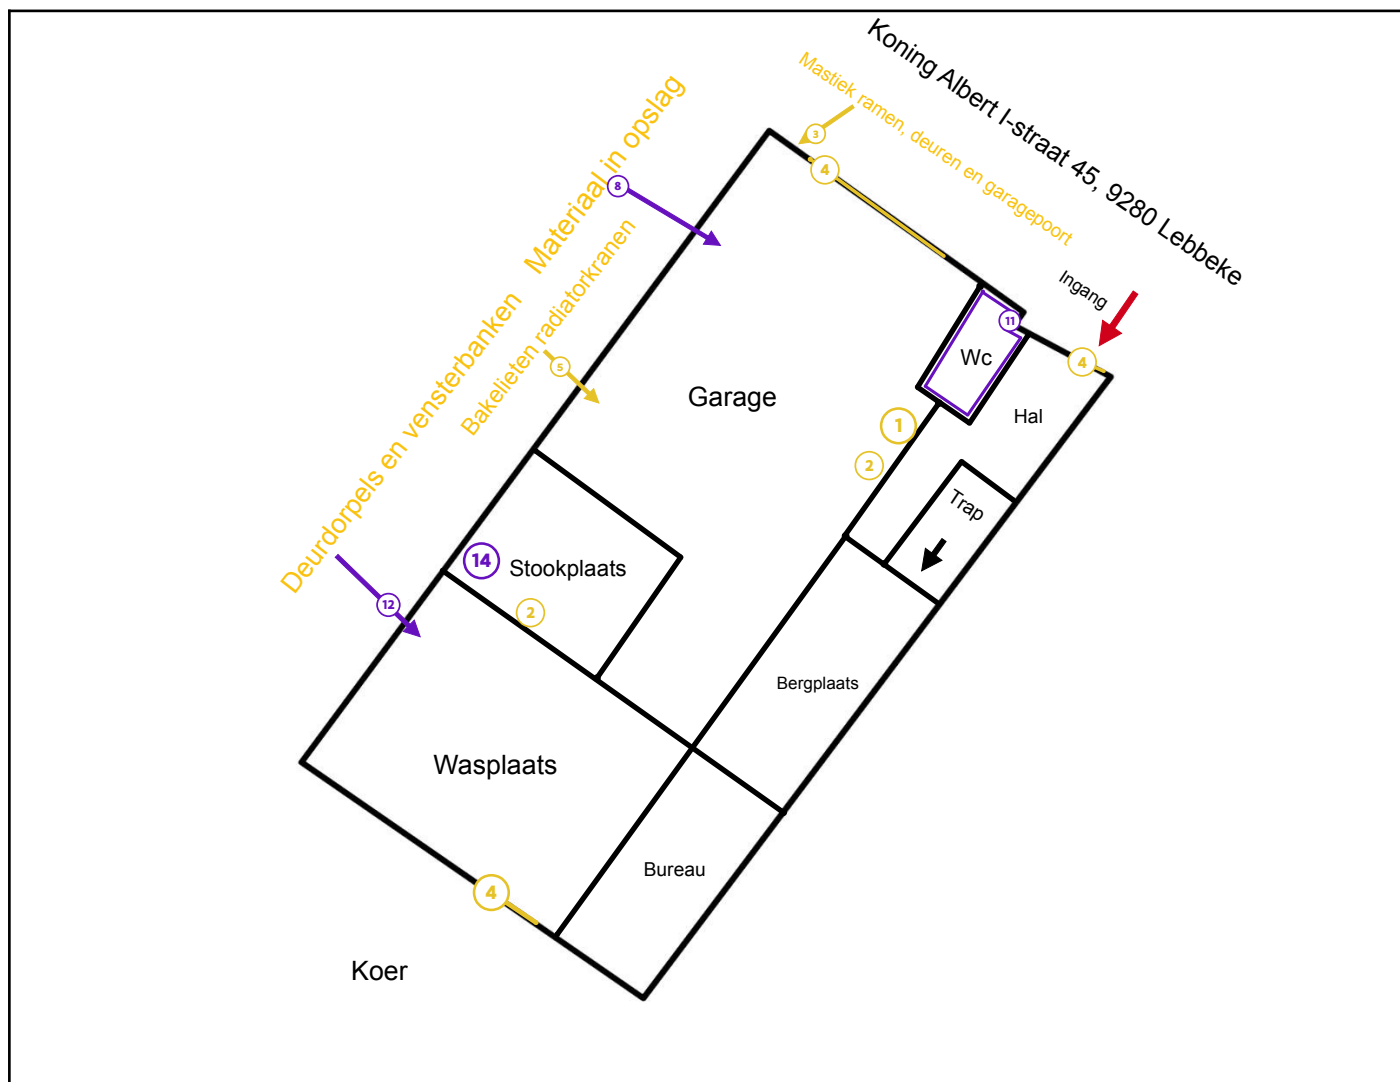 Koning Albert I-straat 45, 9280 Lebbeke
Mastiek ramen, deuren en garagepoort
3
4
Materiaal in opslag
8
Bakelieten radiatorkranen
5
Deurdorpels en vensterbanken
12
Ingang
4
11
Wc
Hal
Garage
1
2
Trap
14
Stookplaats
2
Bergplaats
Wasplaats
Bureau
4
Koer